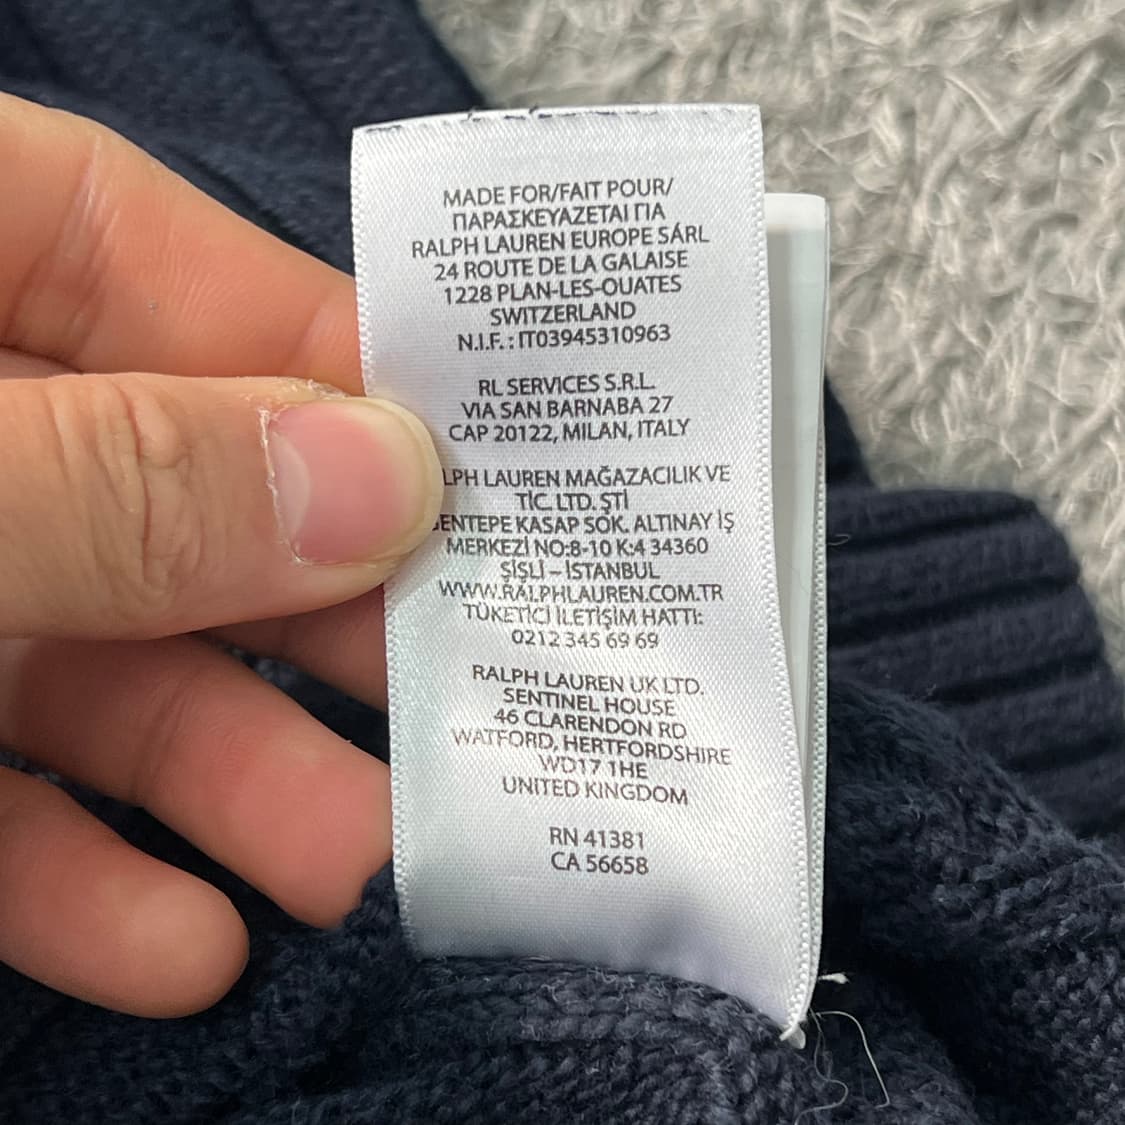 MADE FOR/FAIT POUR/
ΠΑΡΑΣΚΕΥΑΖΕΤΑΙ ΓΙΑ
RALPH LAUREN EUROPE SÁRL
24 ROUTE DE LA GALAISE
1228 PLAN-LES-OUATES
SWITZERLAND
N.I.F. : IT03945310963
RL SERVICES S.R.L.
VIA SAN BARNABA 27
CAP 20122, MILAN, ITALY
LPH LAUREN MAĞAZACILIK VE
TİC. LTD. ŞTİ
ENTEPE KASAP SOK. ALTINAY İŞ
MERKEZİ NO:8-10 K:4 34360
ŞİŞLİ – İSTANBUL
WWW.RALPHLAUREN.COM.TR
TÜKETİCİ İLETİŞİM HATTI:
0212 345 69 69
RALPH LAUREN UK LTD.
SENTINEL HOUSE
46 CLARENDON RD
WATFORD, HERTFORDSHIRE
WD17 1HE
UNITED KINGDOM
RN 41381
CA 56658